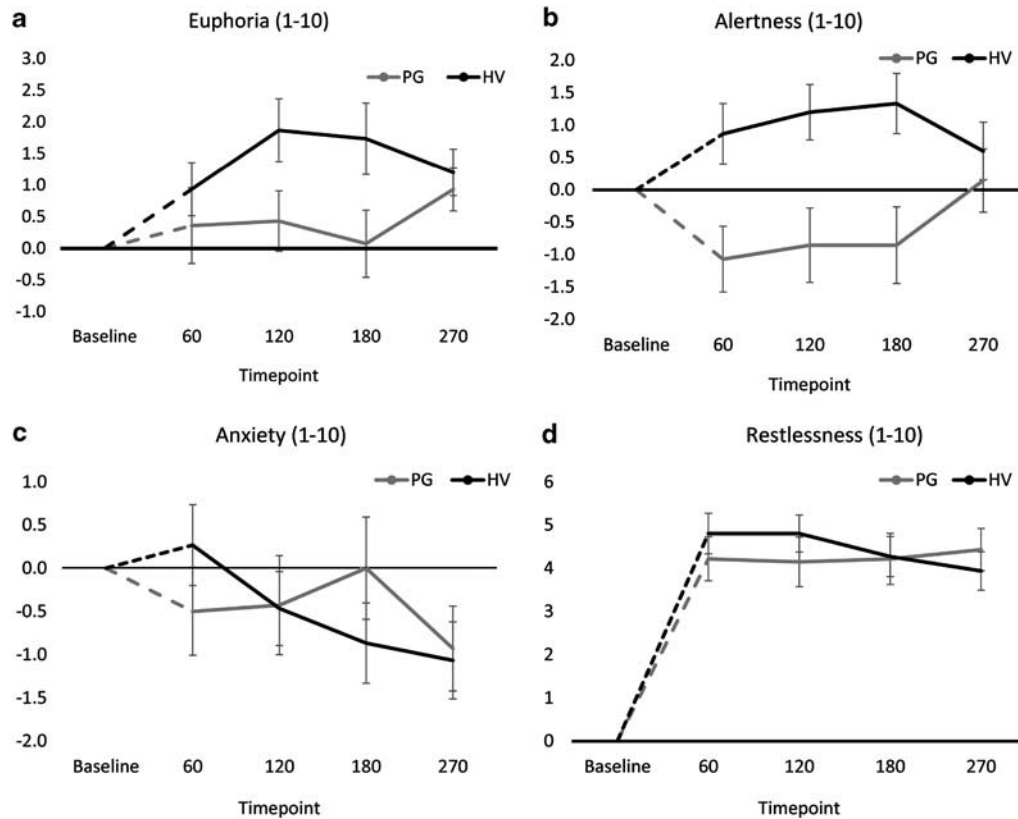 a
Euphoria (1-10)
PG HV
3.0
2.5
2.0
1.5
1.0
0.5
0.0
-0.5
-1.0
Baseline 60 120 180 270
Timepoint
b
Alertness (1-10)
PG HV
2.0
1.5
1.0
0.5
0.0
-0.5
-1.0
-1.5
-2.0
Baseline 60 120 180 270
Timepoint
c
Anxiety (1-10)
PG HV
1.0
0.5
0.0
-0.5
-1.0
-1.5
-2.0
Baseline 60 120 180 270
Timepoint
d
Restlessness (1-10)
PG HV
6
5
4
3
2
1
0
Baseline 60 120 180 270
Timepoint